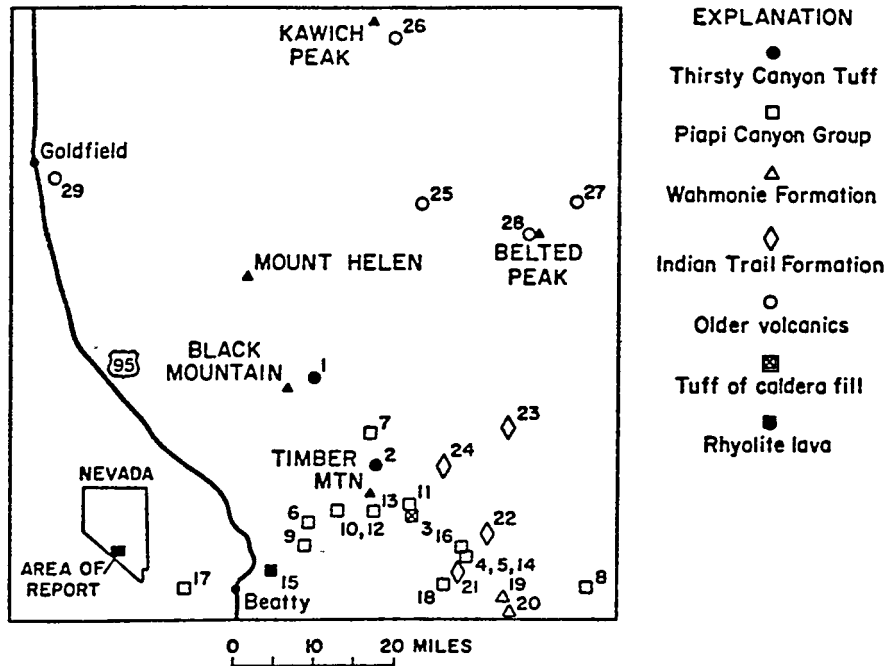 KAWICH
PEAK
26
Goldfield
29
25
27
28
BELTED
PEAK
MOUNT HELEN
BLACK
MOUNTAIN
1
95
7
23
TIMBER
MTN
2
24
NEVADA
AREA OF
REPORT
6
9
10, 12
13
11
3
16
22
4, 5, 14
17
15
Beatty
18
21
19
20
8
0 10 20 MILES
EXPLANATION
Thirsty Canyon Tuff
Piapi Canyon Group
Wahmonie Formation
Indian Trail Formation
Older volcanics
Tuff of caldera fill
Rhyolite lava